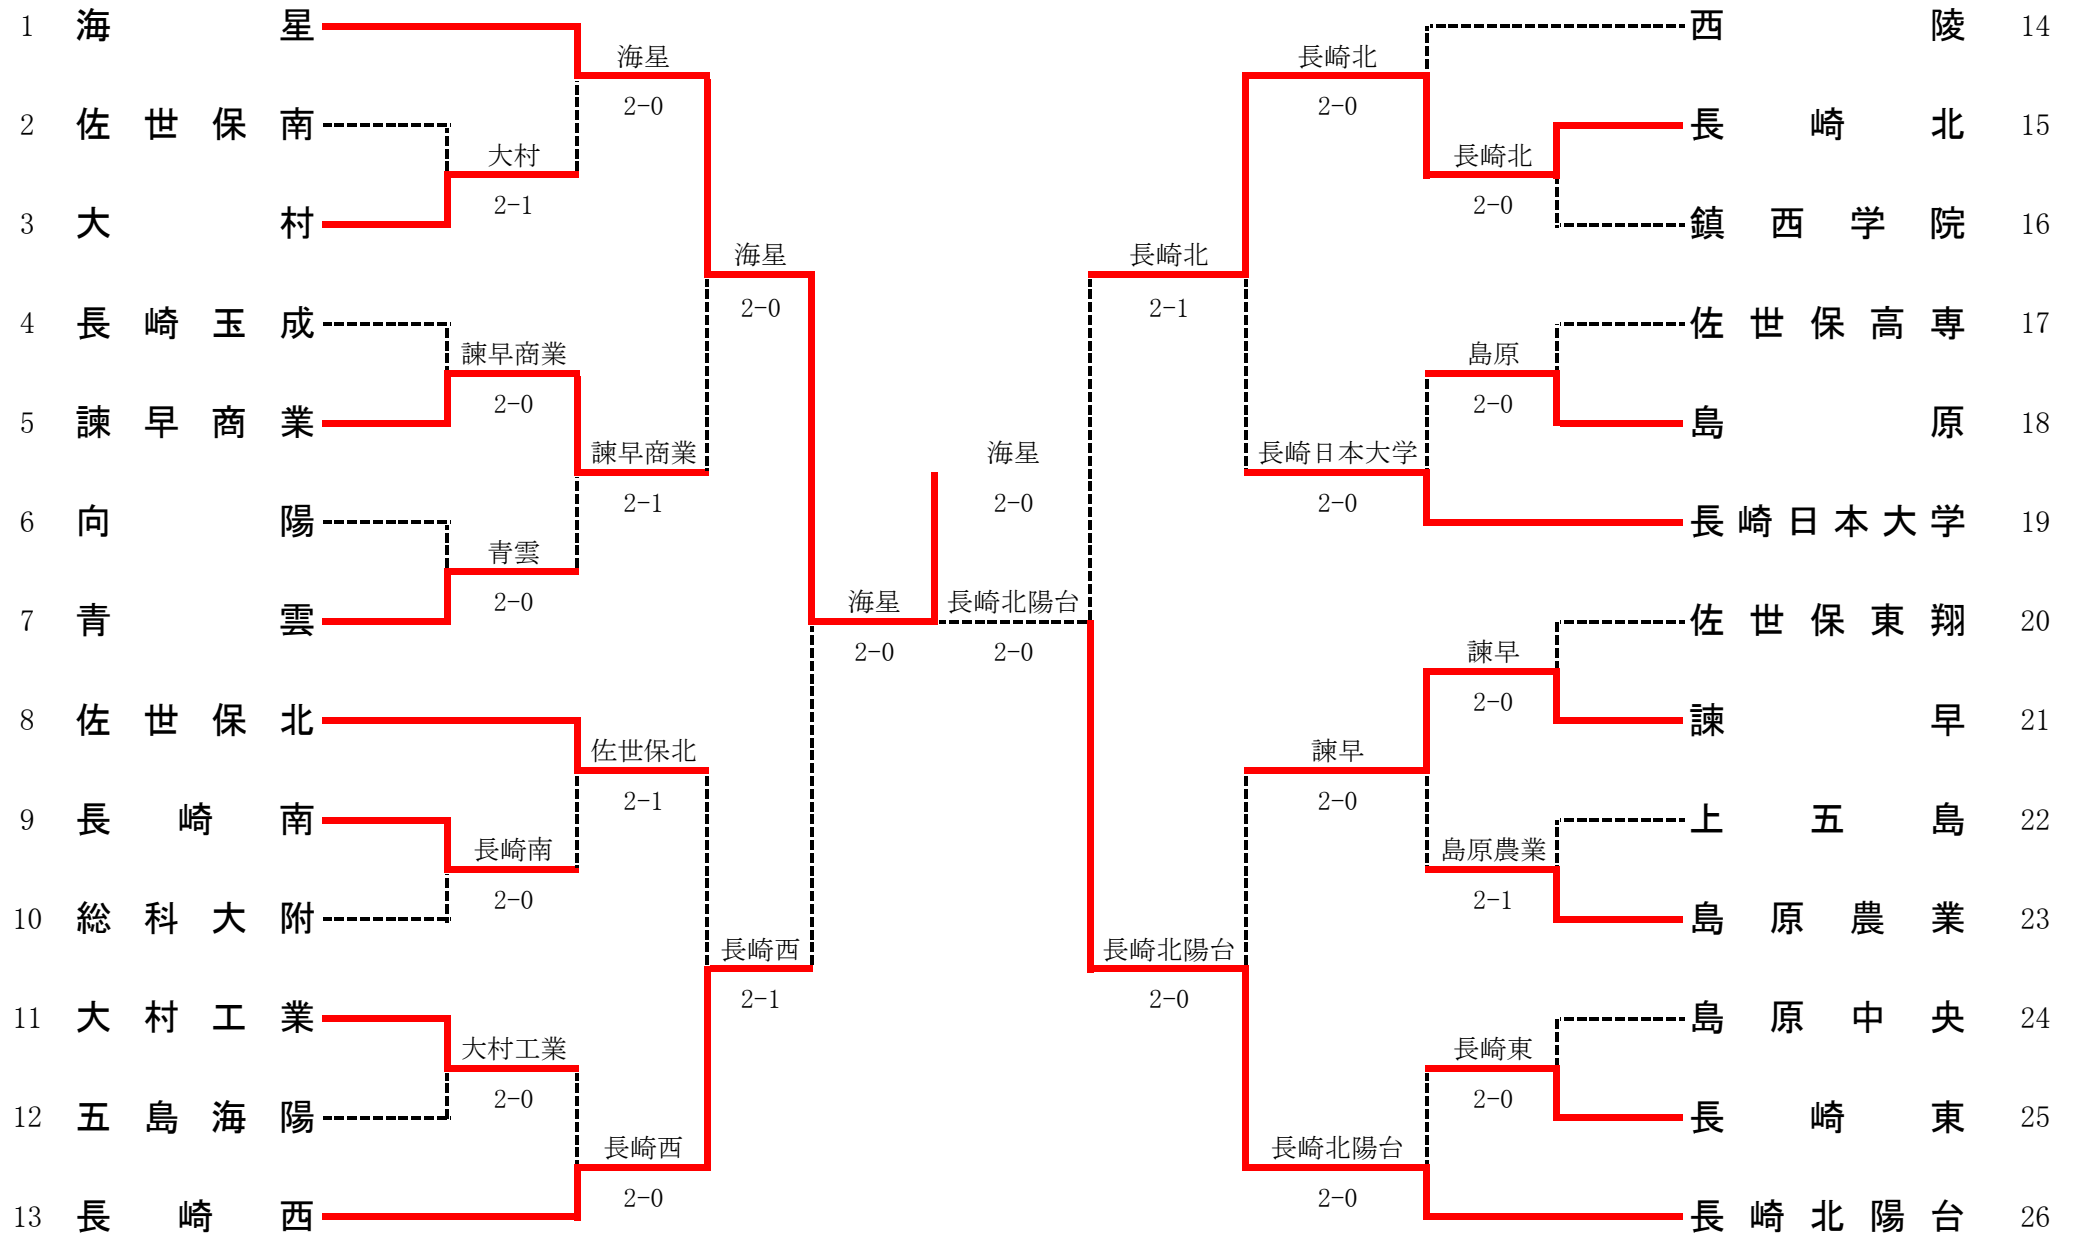 1 海星
海星
2-0
2 佐世保南
大村
2-1
3 大村
海星
2-0
4 長崎玉成
諫早商業
2-0
5 諫早商業
諫早商業
2-1
6 向陽
青雲
2-0
7 青雲
海星
2-0
8 佐世保北
佐世保北
2-1
9 長崎南
長崎南
2-0
10 総科大附
長崎西
2-1
11 大村工業
大村工業
2-0
12 五島海陽
長崎西
2-0
13 長崎西
海星
2-0
長崎北陽台
2-0
西陵 14
長崎北
2-0
長崎北 15
長崎北
2-0
鎮西学院 16
長崎北
2-1
佐世保高専 17
島原
2-0
島原 18
長崎日本大学
2-0
長崎日本大学 19
佐世保東翔 20
諫早
2-0
諫早 21
諫早
2-0
上五島 22
島原農業
2-1
島原農業 23
長崎北陽台
2-0
島原中央 24
長崎東
2-0
長崎東 25
長崎北陽台
2-0
長崎北陽台 26